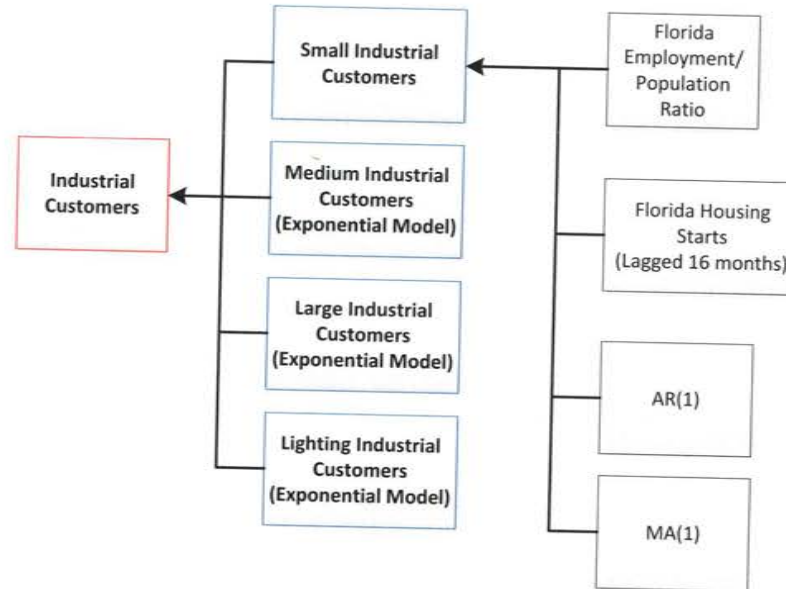 Small Industrial
Customers
Florida
Employment/
Population
Ratio
Industrial
Customers
Medium Industrial
Customers
(Exponential Model)
Florida Housing
Starts
(Lagged 16 months)
Large Industrial
Customers
(Exponential Model)
AR(1)
Lighting Industrial
Customers
(Exponential Model)
MA(1)